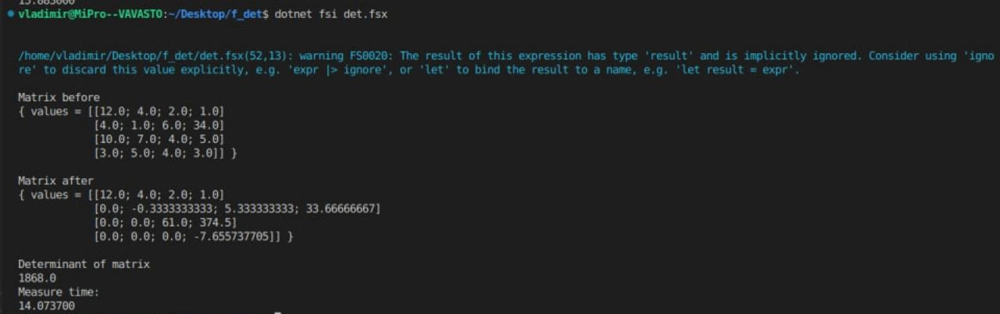 15.883000
vladimir@MiPro--VAVASTO:~/Desktop/f_det$ dotnet fsi det.fsx
/home/vladimir/Desktop/f_det/det.fsx(52,13): warning FS0020: The result of this expression has type 'result' and is implicitly ignored. Consider using 'igno
re' to discard this value explicitly, e.g. 'expr |> ignore', or 'let' to bind the result to a name, e.g. 'let result = expr'.
Matrix before
{ values = [[12.0; 4.0; 2.0; 1.0]
[4.0; 1.0; 6.0; 34.0]
[10.0; 7.0; 4.0; 5.0]
[3.0; 5.0; 4.0; 3.0]] }
Matrix after
{ values = [[12.0; 4.0; 2.0; 1.0]
[0.0; -0.3333333333; 5.333333333; 33.66666667]
[0.0; 0.0; 61.0; 374.5]
[0.0; 0.0; 0.0; -7.655737705]] }
Determinant of matrix
1868.0
Measure time:
14.073700